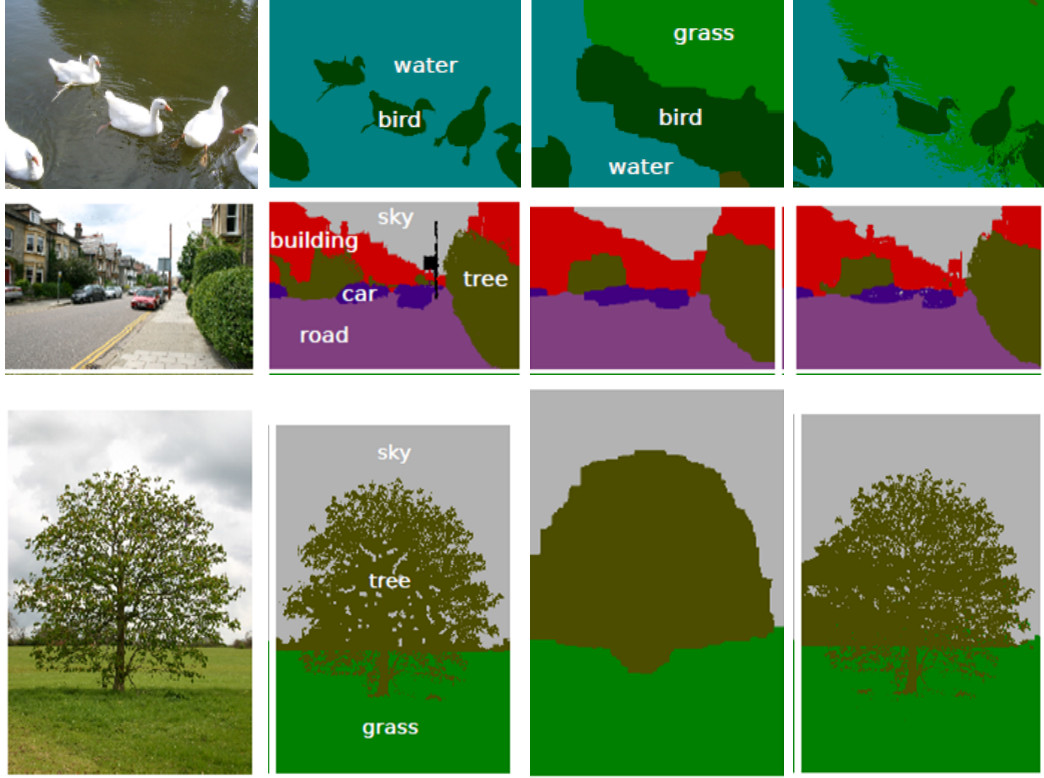 water
bird
grass
bird
water
sky
building
tree
car
road
sky
tree
grass